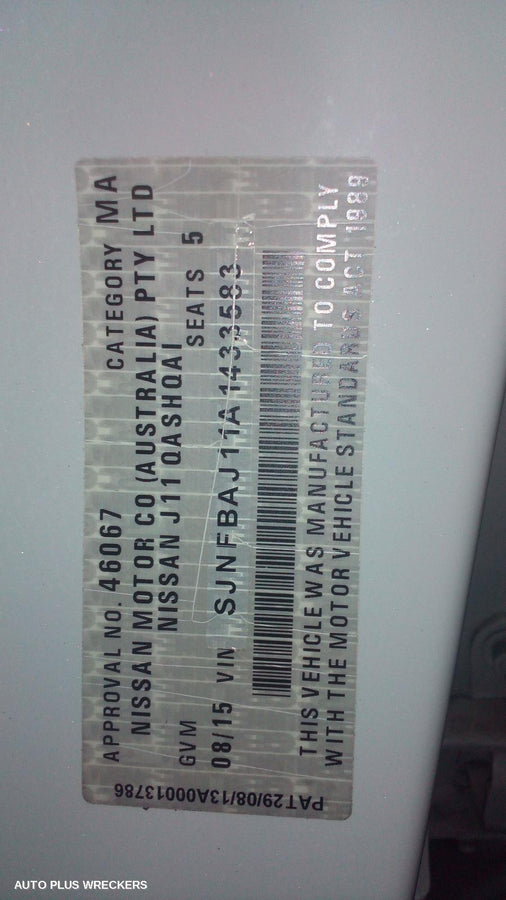 APPROVAL NO. 46067 CATEGORY MA
NISSAN MOTOR CO (AUSTRALIA) PTY LTD
NISSAN J11 QASHQAI
GVM SEATS 5
08/15 VIN SJNFBAJ11A1433583
THIS VEHICLE WAS MANUFACTURED TO COMPLY
WITH THE MOTOR VEHICLE STANDARDS ACT 1989
PAT29/08/13A00013786
AUTO PLUS WRECKERS